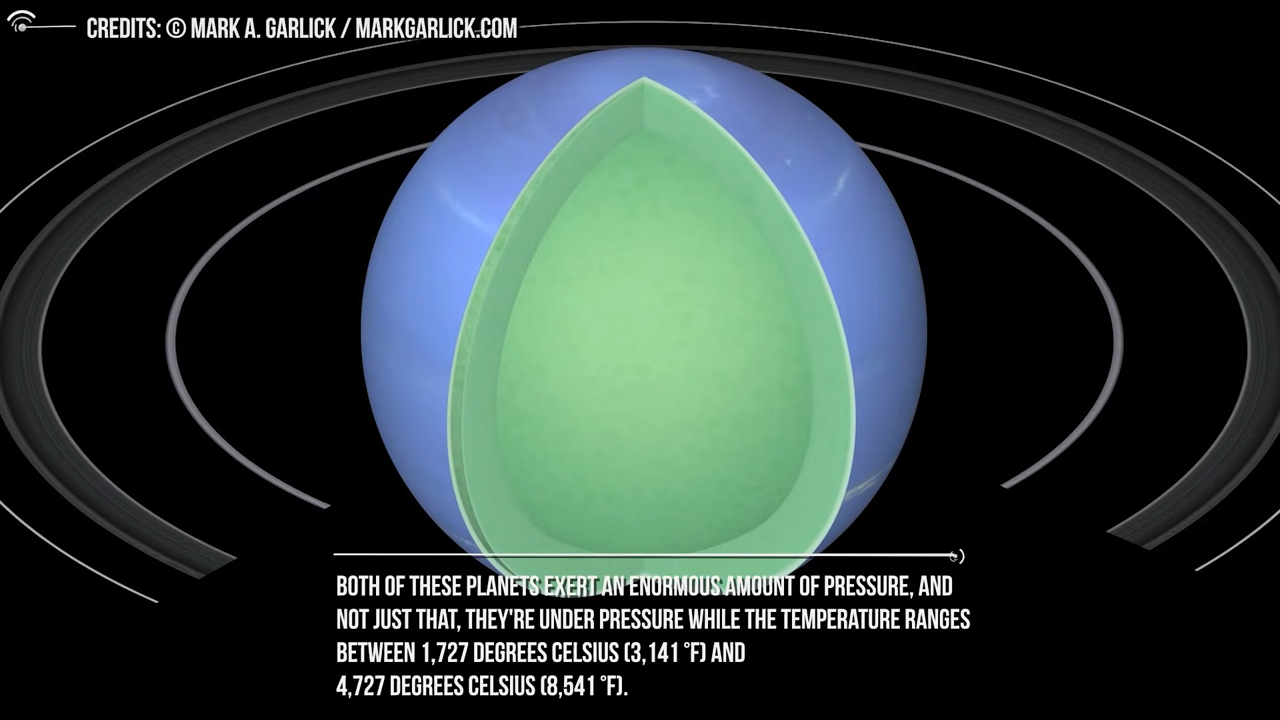 CREDITS: © MARK A. GARLICK / MARKGARLICK.COM
BOTH OF THESE PLANETS EXERT AN ENORMOUS AMOUNT OF PRESSURE, AND
NOT JUST THAT, THEY'RE UNDER PRESSURE WHILE THE TEMPERATURE RANGES
BETWEEN 1,727 DEGREES CELSIUS (3,141 °F) AND
4,727 DEGREES CELSIUS (8,541 °F).